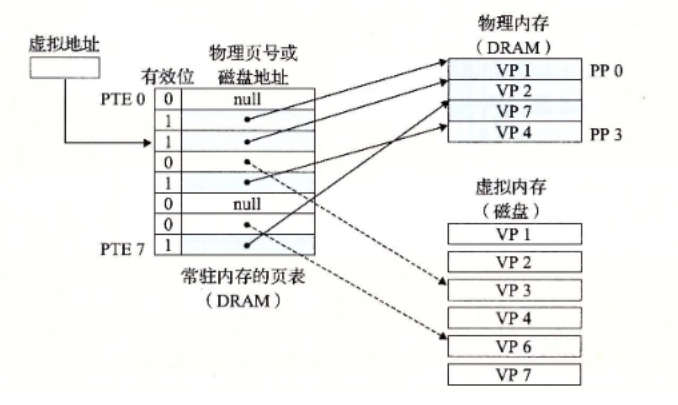 虚拟地址
物理页号或
磁盘地址
有效位
PTE 0
0
null
1
1
0
1
0
null
0
PTE 7
1
常驻内存的页表
（DRAM）
物理内存
（DRAM）
VP 1
PP 0
VP 2
VP 7
VP 4
PP 3
虚拟内存
（磁盘）
VP 1
VP 2
VP 3
VP 4
VP 6
VP 7